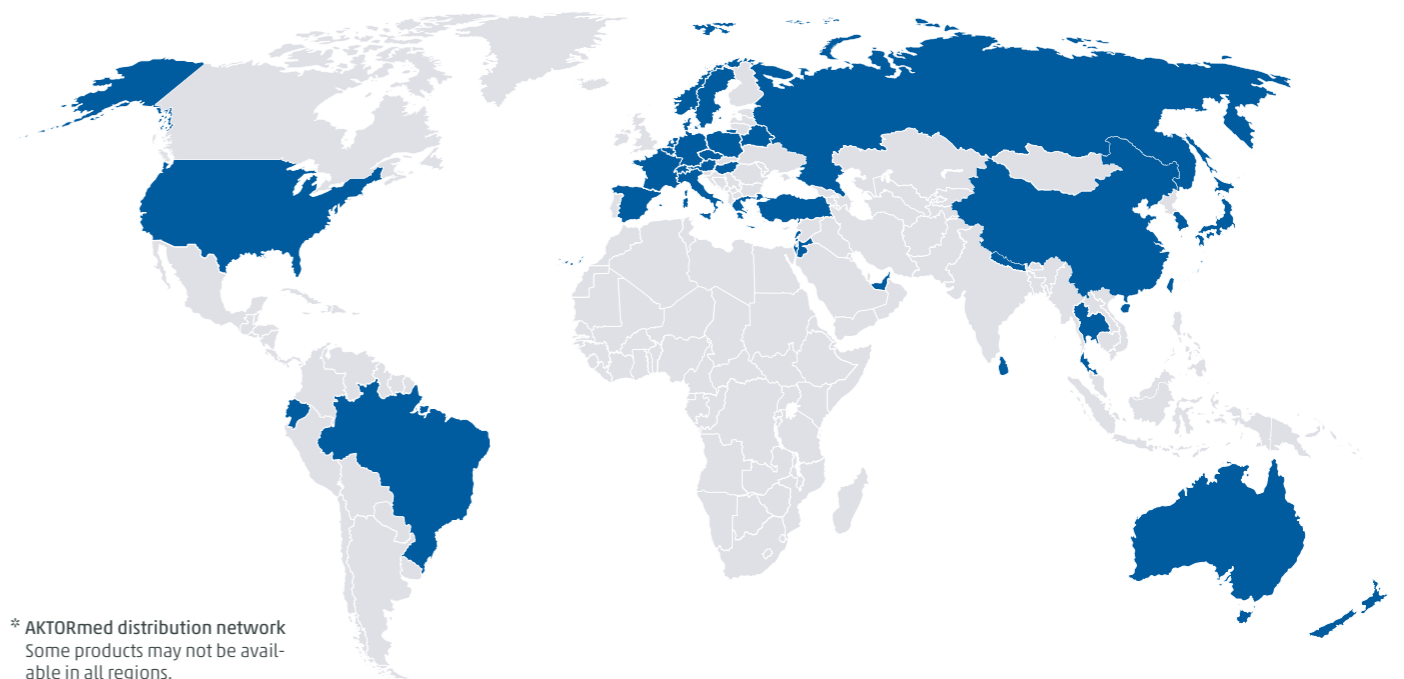 * AKTORmed distribution network
Some products may not be avail-
able in all regions.